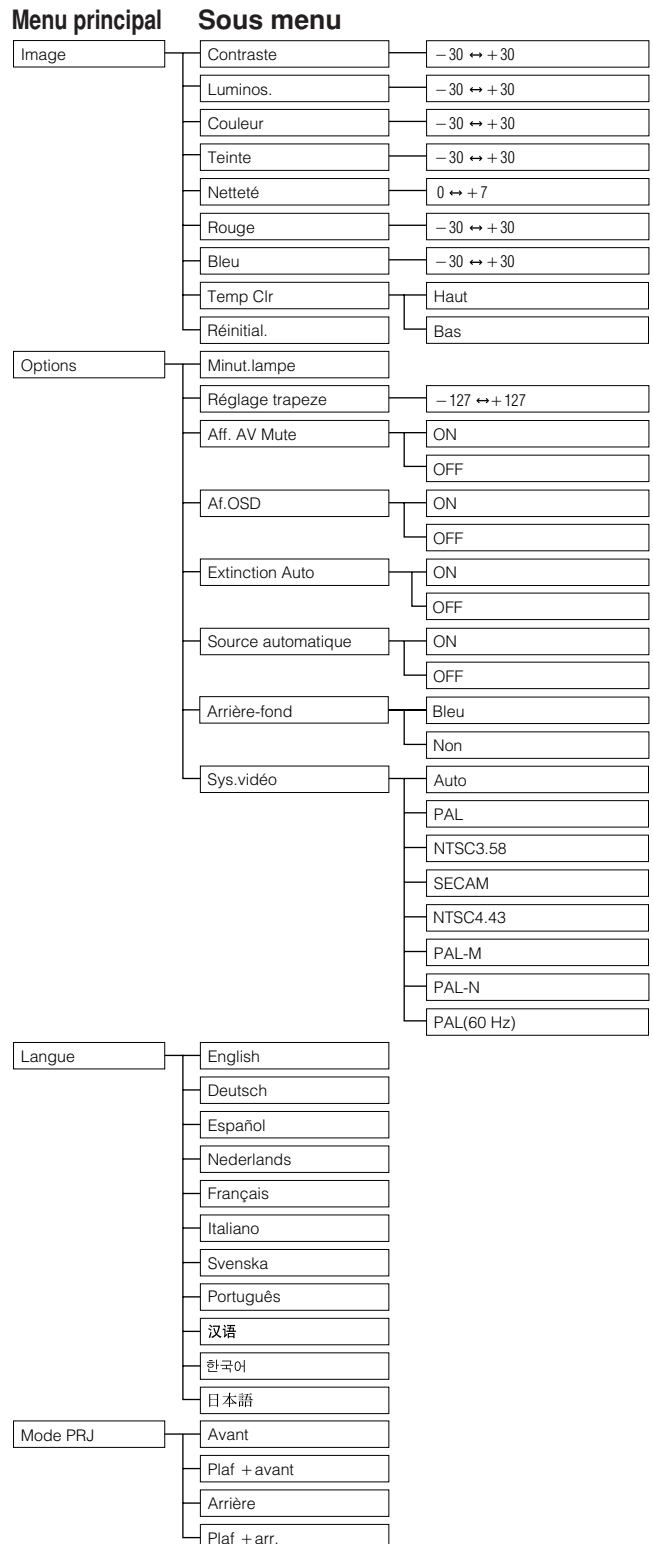 Menu principal Sous menu
Image Contraste −30 ↔ +30
Luminos. −30 ↔ +30
Couleur −30 ↔ +30
Teinte −30 ↔ +30
Netteté 0 ↔ +7
Rouge −30 ↔ +30
Bleu −30 ↔ +30
Temp Clr Haut
Réinitial. Bas
Options Minut.lampe
Réglage trapeze −127 ↔+127
Aff. AV Mute ON
OFF
Af.OSD ON
OFF
Extinction Auto ON
OFF
Source automatique ON
OFF
Arrière-fond Bleu
Non
Sys.vidéo Auto
PAL
NTSC3.58
SECAM
NTSC4.43
PAL-M
PAL-N
PAL(60 Hz)
Langue English
Deutsch
Español
Nederlands
Français
Italiano
Svenska
Português
汉语
한국어
日本語
Mode PRJ Avant
Plaf +avant
Arrière
Plaf +arr.